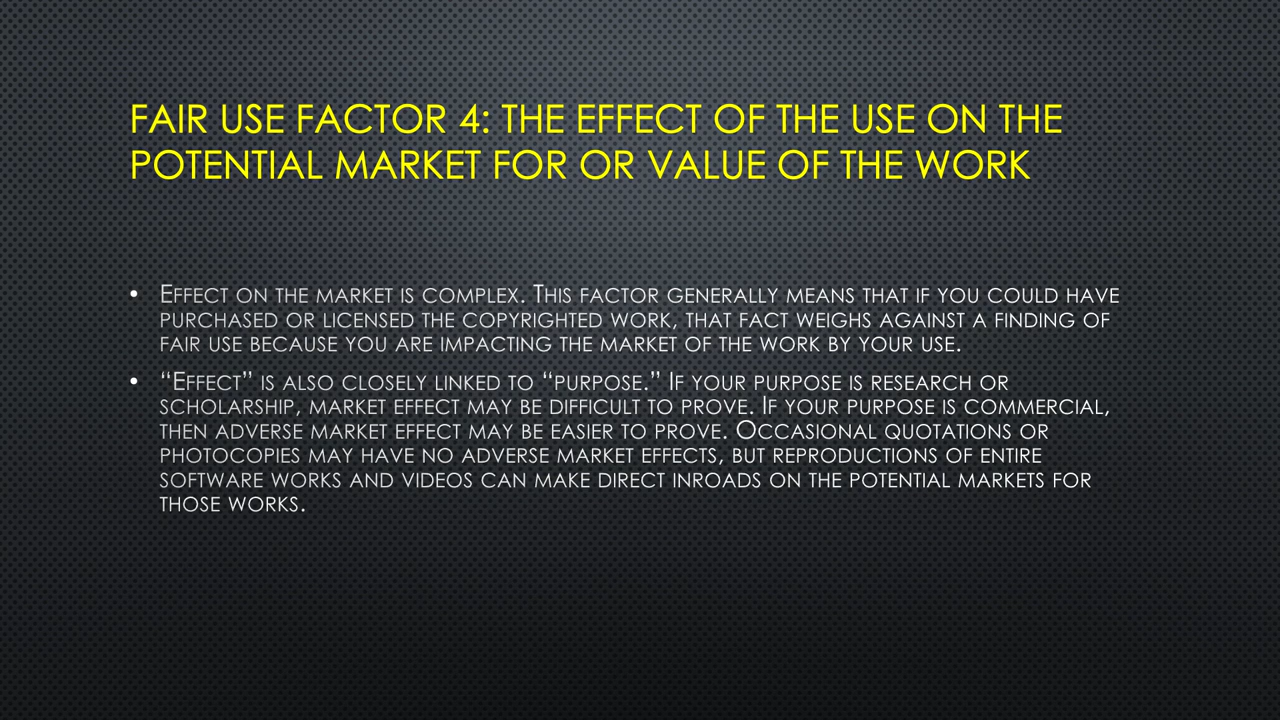 FAIR USE FACTOR 4: THE EFFECT OF THE USE ON THE
POTENTIAL MARKET FOR OR VALUE OF THE WORK
• Effect on the market is complex. This factor generally means that if you could have
purchased or licensed the copyrighted work, that fact weighs against a finding of
fair use because you are impacting the market of the work by your use.
• “Effect” is also closely linked to “purpose.” If your purpose is research or
scholarship, market effect may be difficult to prove. If your purpose is commercial,
then adverse market effect may be easier to prove. Occasional quotations or
photocopies may have no adverse market effects, but reproductions of entire
software works and videos can make direct inroads on the potential markets for
those works.